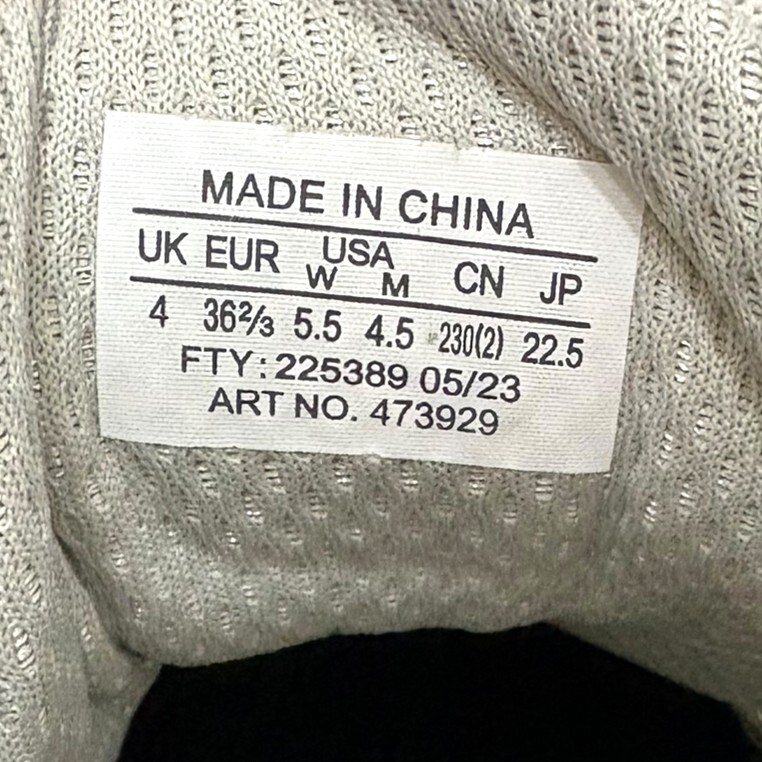 MADE IN CHINA
UK EUR USA CN JP
W M
4 36⅔ 5.5 4.5 230(2) 22.5
FTY: 225389 05/23
ART NO. 473929